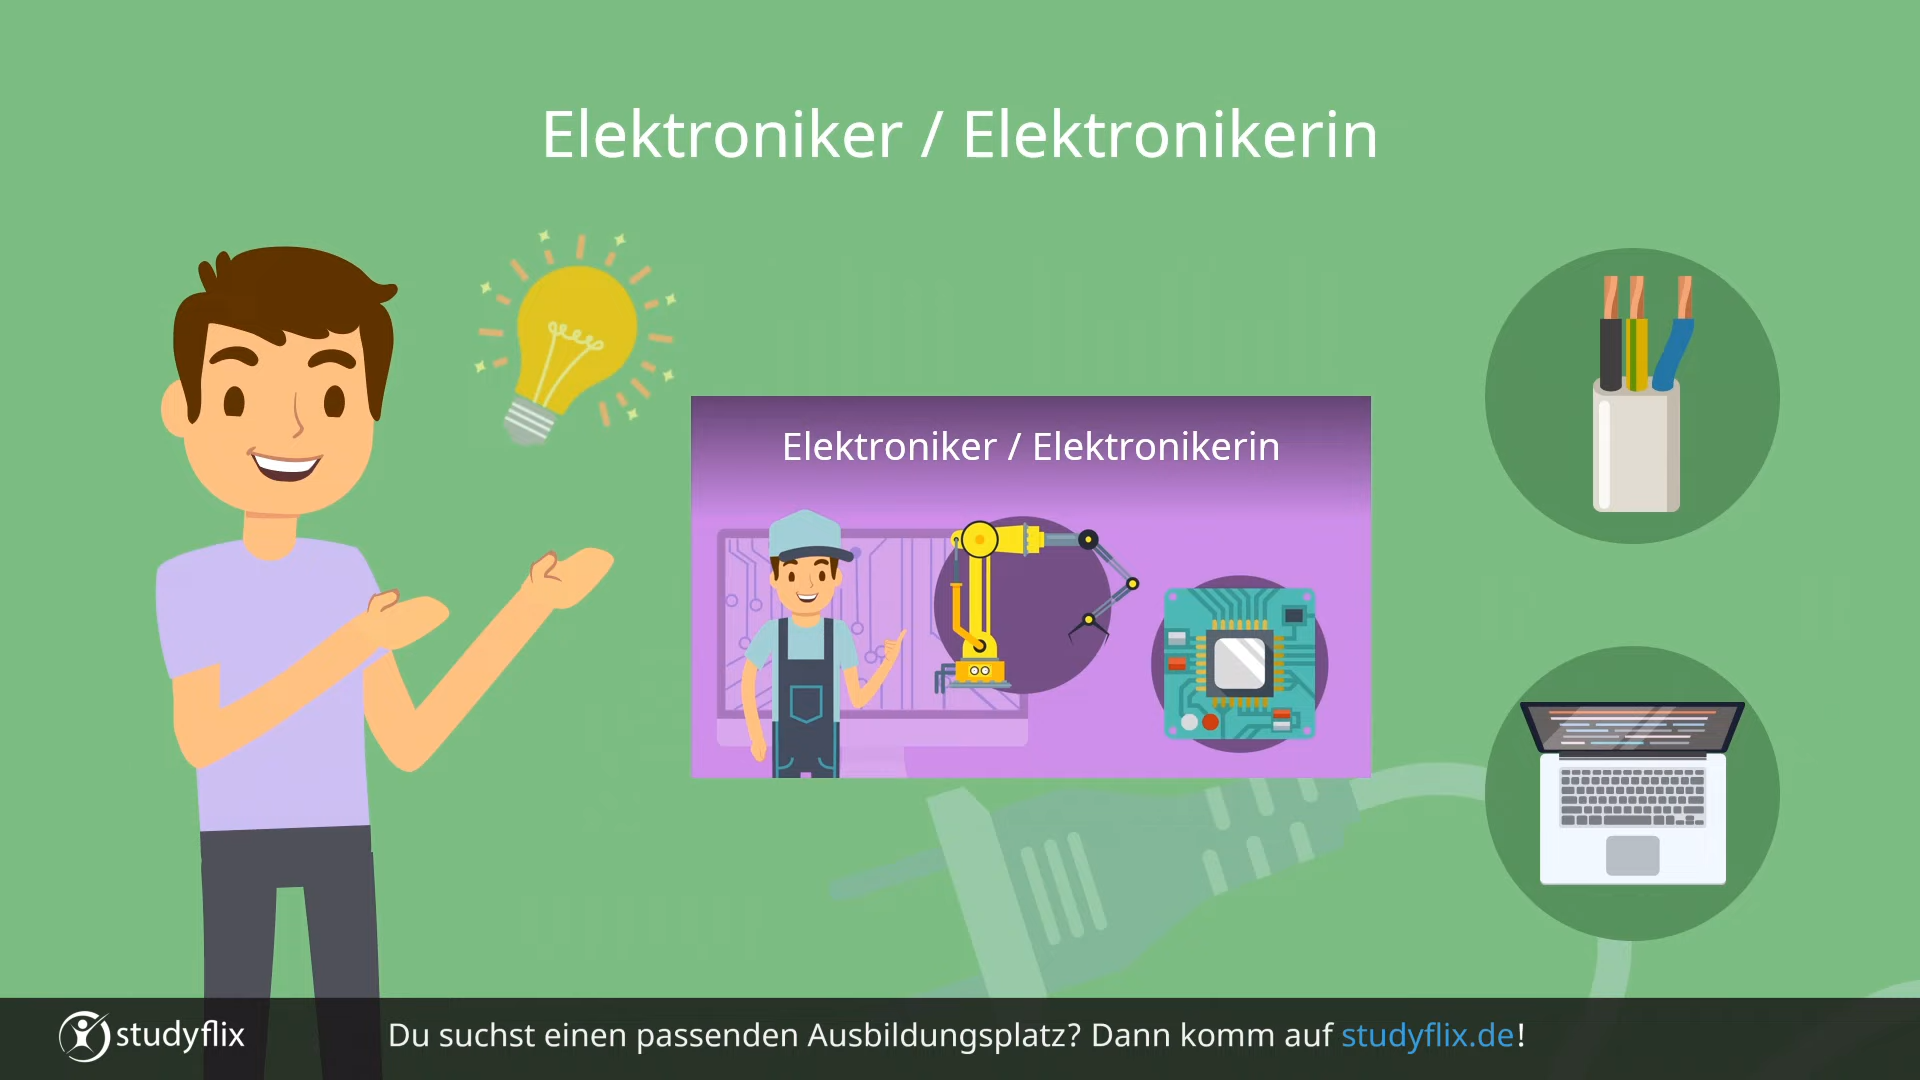 Elektroniker / Elektronikerin
Elektroniker / Elektronikerin
studyflix
Du suchst einen passenden Ausbildungsplatz? Dann komm auf studyflix.de!